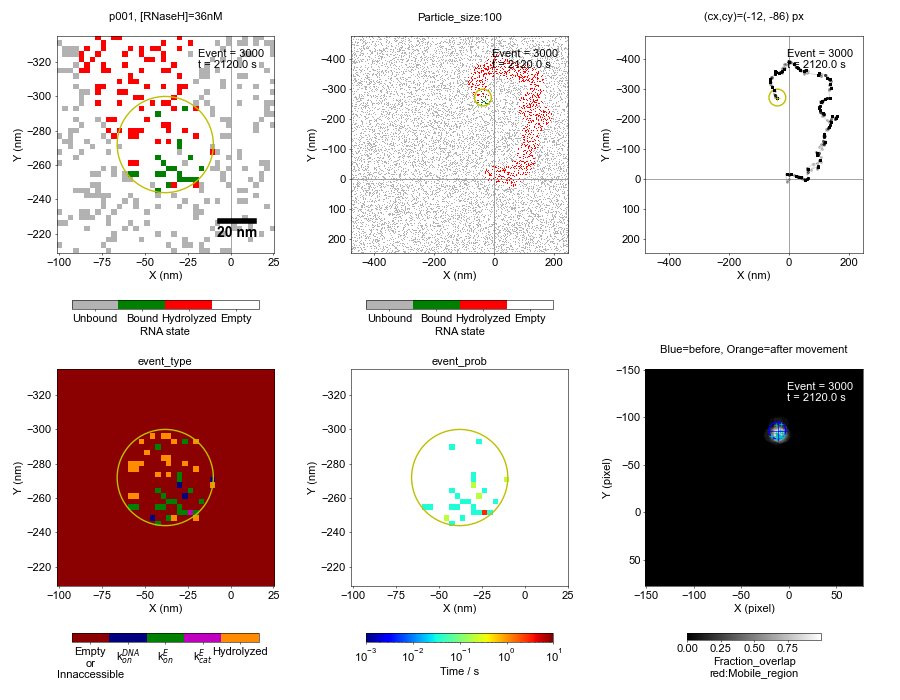 p001, [RNaseH]=36nM
Event = 3000
t = 2120.0 s
−320
−300
−280
−260
−240
−220
Y (nm)
20 nm
−100
−75
−50
−25
0
25
X (nm)
Unbound
Bound
Hydrolyzed
Empty
RNA state
Particle_size:100
Event = 3000
t = 2120.0 s
−400
−300
−200
−100
0
100
200
Y (nm)
−400
−200
0
200
X (nm)
Unbound
Bound
Hydrolyzed
Empty
RNA state
(cx,cy)=(-12, -86) px
Event = 3000
t = 2120.0 s
−400
−300
−200
−100
0
100
200
Y (nm)
−400
−200
0
200
X (nm)
event_type
−320
−300
−280
−260
−240
−220
Y (nm)
−100
−75
−50
−25
0
25
X (nm)
Empty
or
Innaccessible
k_{on}^{DNA}
k_{on}^{E}
k_{cat}^{E}
Hydrolyzed
event_prob
−320
−300
−280
−260
−240
−220
Y (nm)
−100
−75
−50
−25
0
25
X (nm)
10^{−3}
10^{−2}
10^{−1}
10^{0}
10^{1}
Time / s
Blue=before, Orange=after movement
Event = 3000
t = 2120.0 s
−150
−100
−50
0
50
Y (pixel)
−150
−100
−50
0
50
X (pixel)
0.00
0.25
0.50
0.75
Fraction_overlap
red:Mobile_region